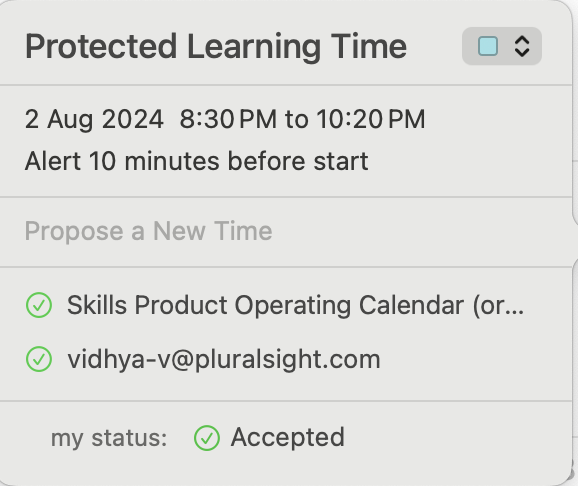 Protected Learning Time
2 Aug 2024 8:30 PM to 10:20 PM
Alert 10 minutes before start
Propose a New Time
Skills Product Operating Calendar (or...
vidhya-v@pluralsight.com
my status: Accepted